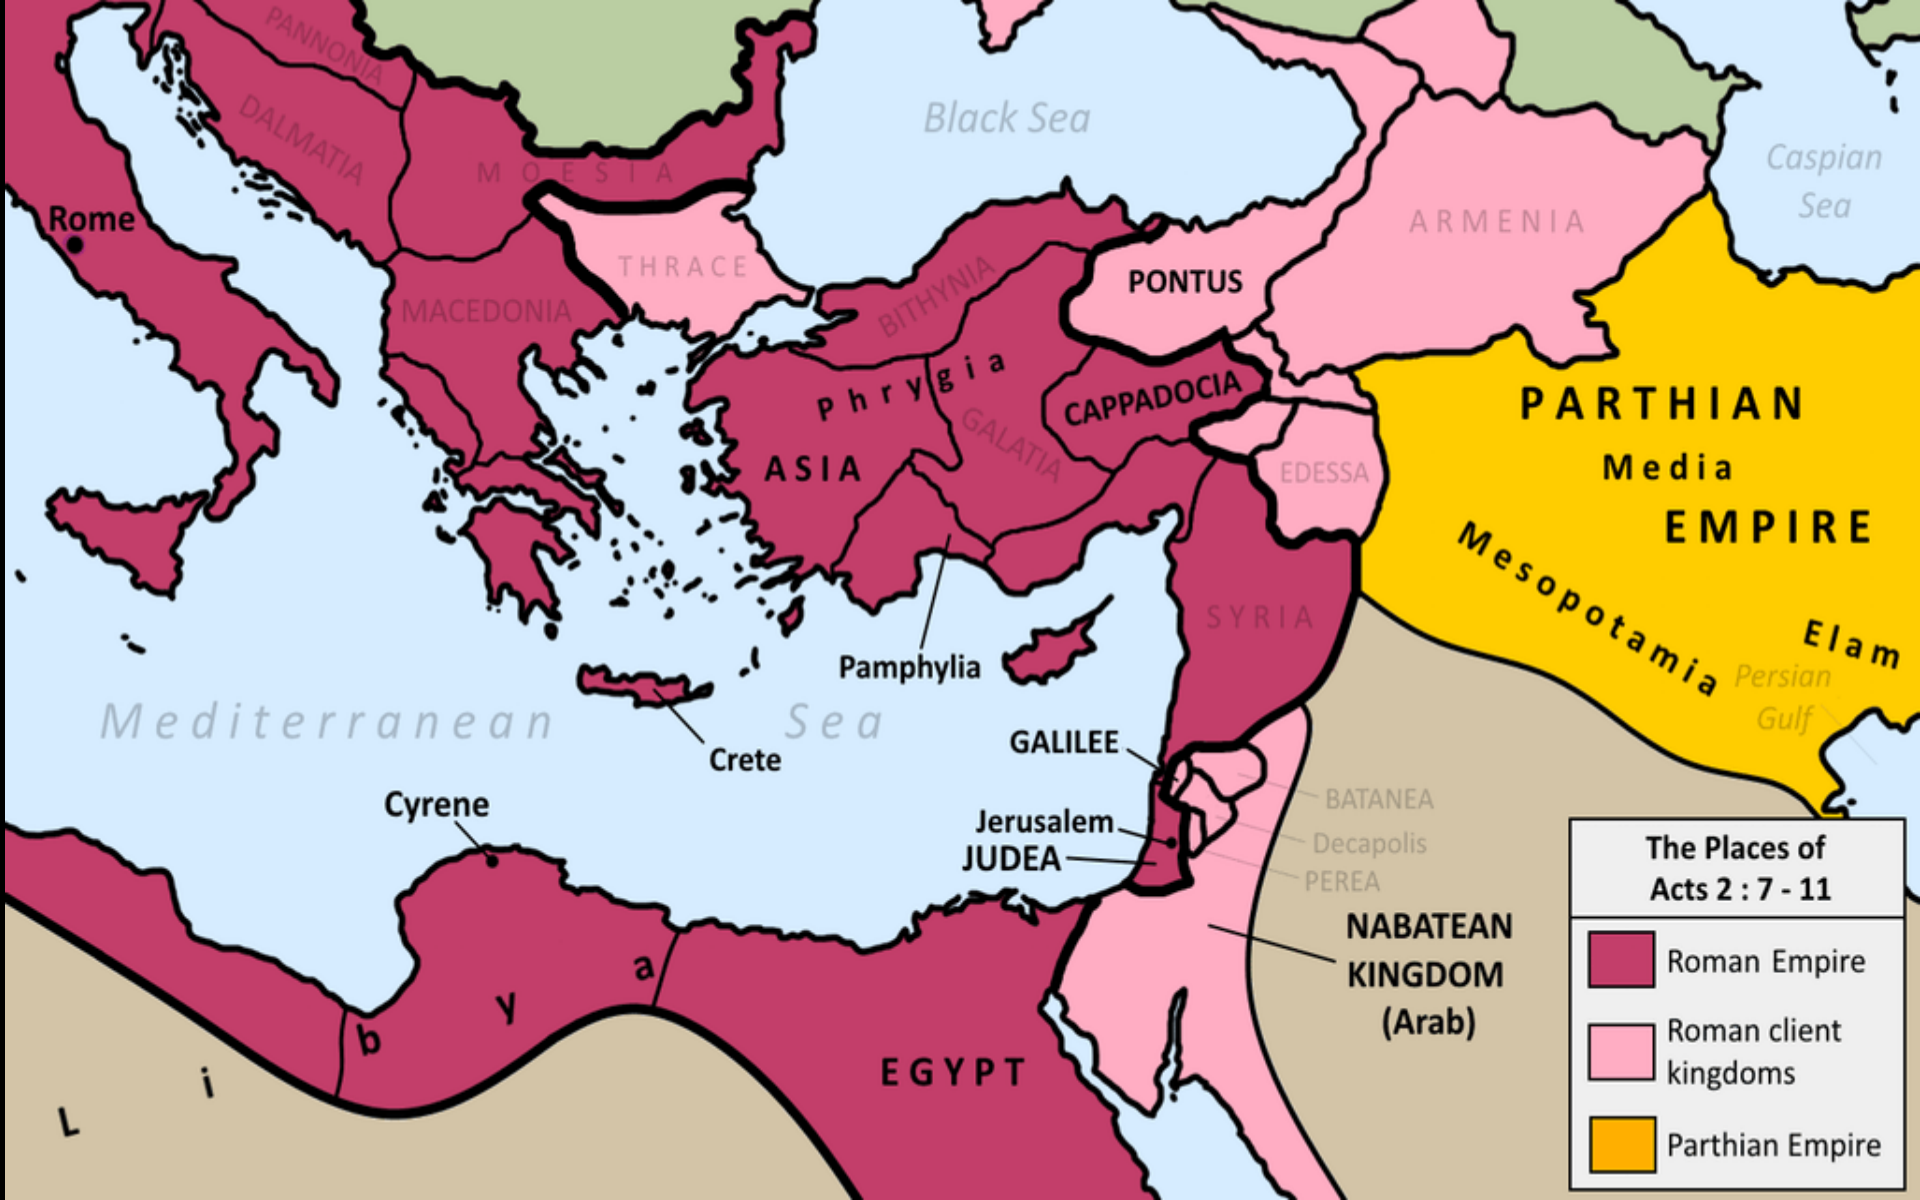 PANNONIA
DALMATIA
MOESIA
Black Sea
Caspian
Sea
Rome
THRACE
ARMENIA
MACEDONIA
BITHYNIA
PONTUS
Phrygia
CAPPADOCIA
GALATIA
ASIA
EDESSA
PARTHIAN
Media
EMPIRE
Mesopotamia
Elam
Persian
Gulf
SYRIA
Pamphylia
Mediterranean Sea
Crete
Cyrene
GALILEE
Jerusalem
JUDEA
BATANEA
Decapolis
PEREA
NABATEAN
KINGDOM
(Arab)
Libya
EGYPT
The Places of
Acts 2 : 7 - 11
Roman Empire
Roman client
kingdoms
Parthian Empire